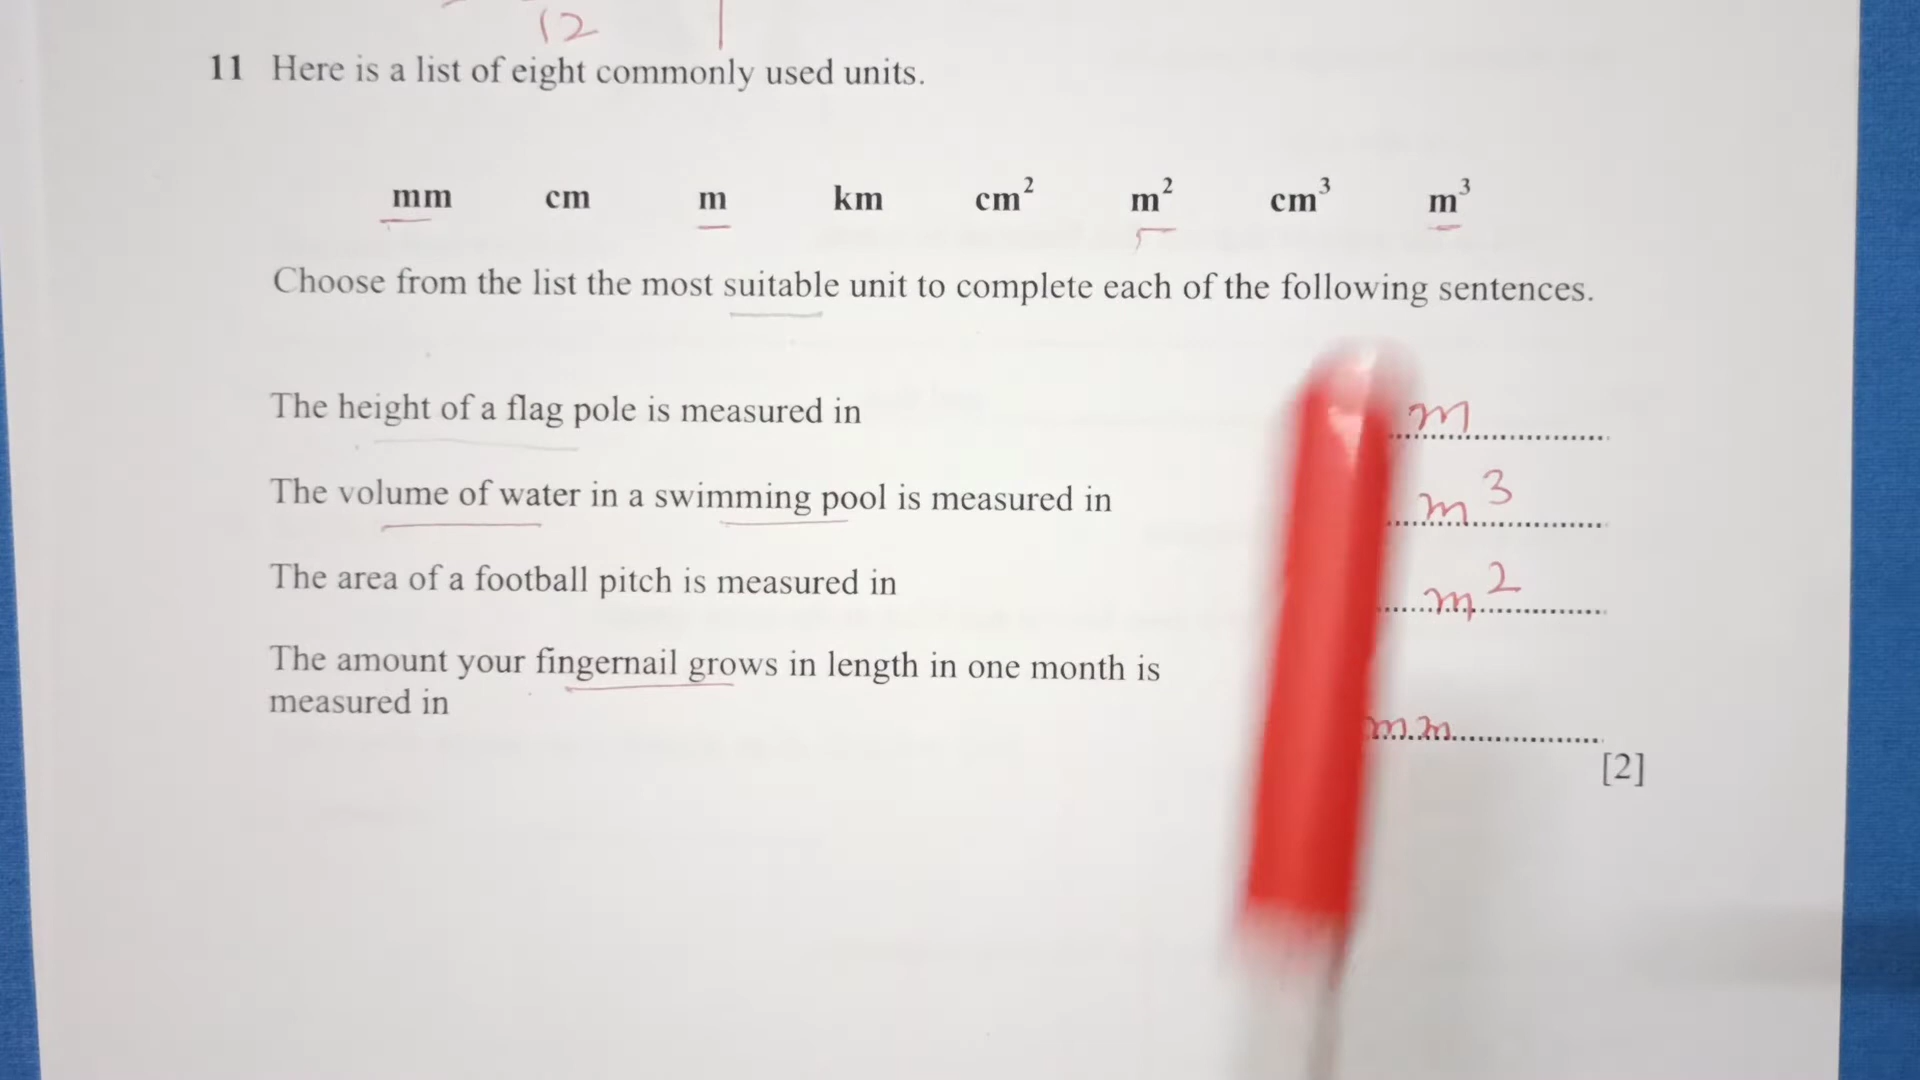 12
11 Here is a list of eight commonly used units.
mm cm m km cm² m² cm³ m³
Choose from the list the most suitable unit to complete each of the following sentences.
The height of a flag pole is measured in m
The volume of water in a swimming pool is measured in m³
The area of a football pitch is measured in m²
The amount your fingernail grows in length in one month is
measured in mm
[2]